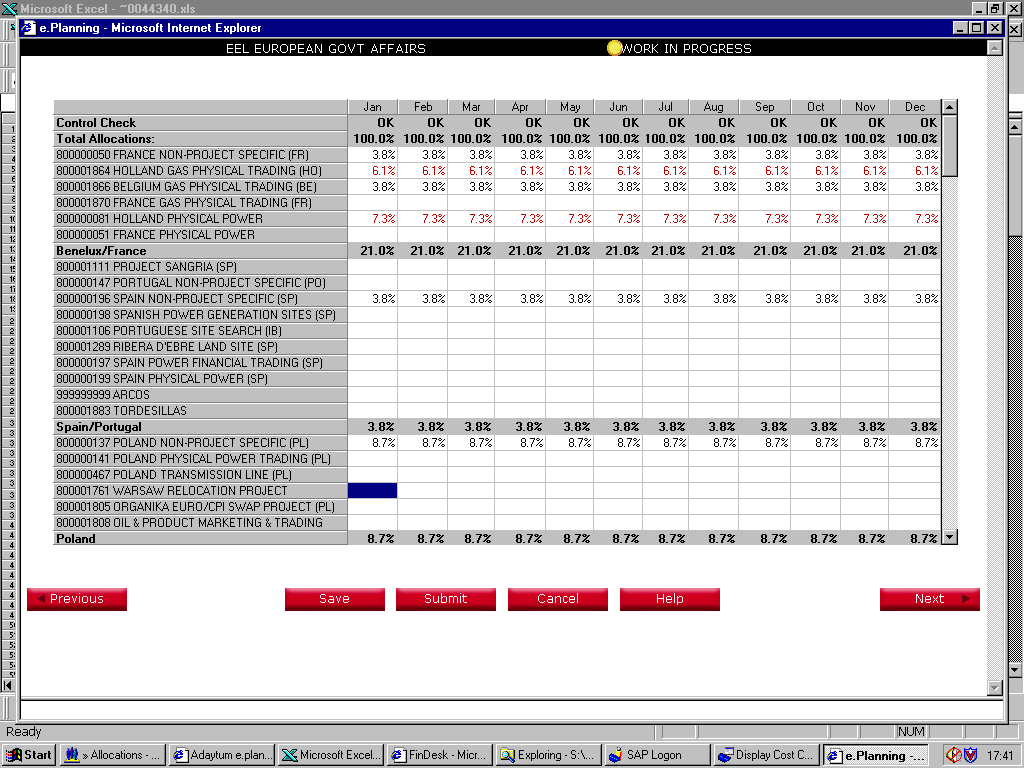 Microsoft Excel - ~0044340.xls
e.Planning - Microsoft Internet Explorer
EEL EUROPEAN GOVT AFFAIRS WORK IN PROGRESS
Jan Feb Mar Apr May Jun Jul Aug Sep Oct Nov Dec
Control Check OK OK OK OK OK OK OK OK OK OK OK OK
Total Allocations: 100.0% 100.0% 100.0% 100.0% 100.0% 100.0% 100.0% 100.0% 100.0% 100.0% 100.0% 100.0%
800000050 FRANCE NON-PROJECT SPECIFIC (FR) 3.8% 3.8% 3.8% 3.8% 3.8% 3.8% 3.8% 3.8% 3.8% 3.8% 3.8% 3.8%
800001864 HOLLAND GAS PHYSICAL TRADING (HO) 6.1% 6.1% 6.1% 6.1% 6.1% 6.1% 6.1% 6.1% 6.1% 6.1% 6.1% 6.1%
800001866 BELGIUM GAS PHYSICAL TRADING (BE) 3.8% 3.8% 3.8% 3.8% 3.8% 3.8% 3.8% 3.8% 3.8% 3.8% 3.8% 3.8%
800001870 FRANCE GAS PHYSICAL TRADING (FR)
800000081 HOLLAND PHYSICAL POWER 7.3% 7.3% 7.3% 7.3% 7.3% 7.3% 7.3% 7.3% 7.3% 7.3% 7.3% 7.3%
800000051 FRANCE PHYSICAL POWER
Benelux/France 21.0% 21.0% 21.0% 21.0% 21.0% 21.0% 21.0% 21.0% 21.0% 21.0% 21.0% 21.0%
800001111 PROJECT SANGRIA (SP)
800000147 PORTUGAL NON-PROJECT SPECIFIC (PO)
800000196 SPAIN NON-PROJECT SPECIFIC (SP) 3.8% 3.8% 3.8% 3.8% 3.8% 3.8% 3.8% 3.8% 3.8% 3.8% 3.8% 3.8%
800000198 SPANISH POWER GENERATION SITES (SP)
800001106 PORTUGUESE SITE SEARCH (IB)
800001289 RIBERA D'EBRE LAND SITE (SP)
800000197 SPAIN POWER FINANCIAL TRADING (SP)
800000199 SPAIN PHYSICAL POWER (SP)
999999999 ARCOS
800001883 TORDESILLAS
Spain/Portugal 3.8% 3.8% 3.8% 3.8% 3.8% 3.8% 3.8% 3.8% 3.8% 3.8% 3.8% 3.8%
800000137 POLAND NON-PROJECT SPECIFIC (PL) 8.7% 8.7% 8.7% 8.7% 8.7% 8.7% 8.7% 8.7% 8.7% 8.7% 8.7% 8.7%
800000141 POLAND PHYSICAL POWER TRADING (PL)
800000467 POLAND TRANSMISSION LINE (PL)
800001761 WARSAW RELOCATION PROJECT
800001805 ORGANIKA EURO/CPI SWAP PROJECT (PL)
800001808 OIL & PRODUCT MARKETING & TRADING
Poland 8.7% 8.7% 8.7% 8.7% 8.7% 8.7% 8.7% 8.7% 8.7% 8.7% 8.7% 8.7%
Previous Save Submit Cancel Help Next
Ready NUM
Start » Allocations - ... Adaytum e.plan... Microsoft Excel... FinDesk - Micr... Exploring - S:\... SAP Logon Display Cost C... e.Planning -... 17:41